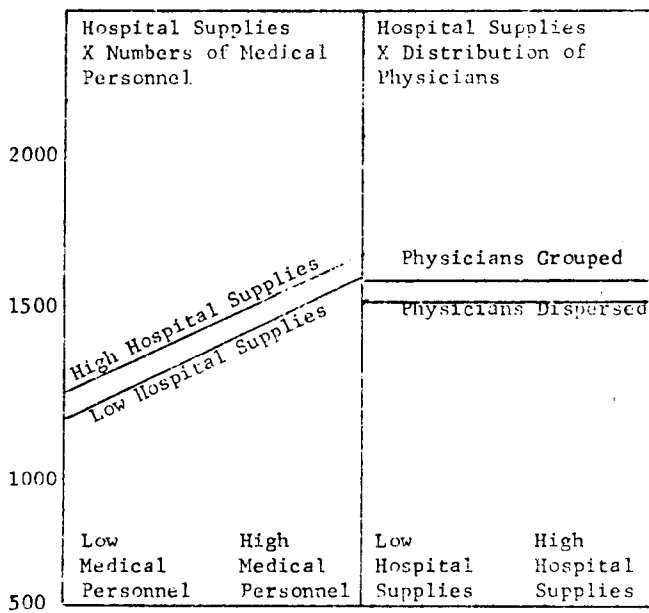 Hospital Supplies
X Numbers of Medical
Personnel
Hospital Supplies
X Distribution of
Physicians
2000
1500
1000
500
High Hospital Supplies
Low Hospital Supplies
Physicians Grouped
Physicians Dispersed
Low
Medical
Personnel
High
Medical
Personnel
Low
Hospital
Supplies
High
Hospital
Supplies